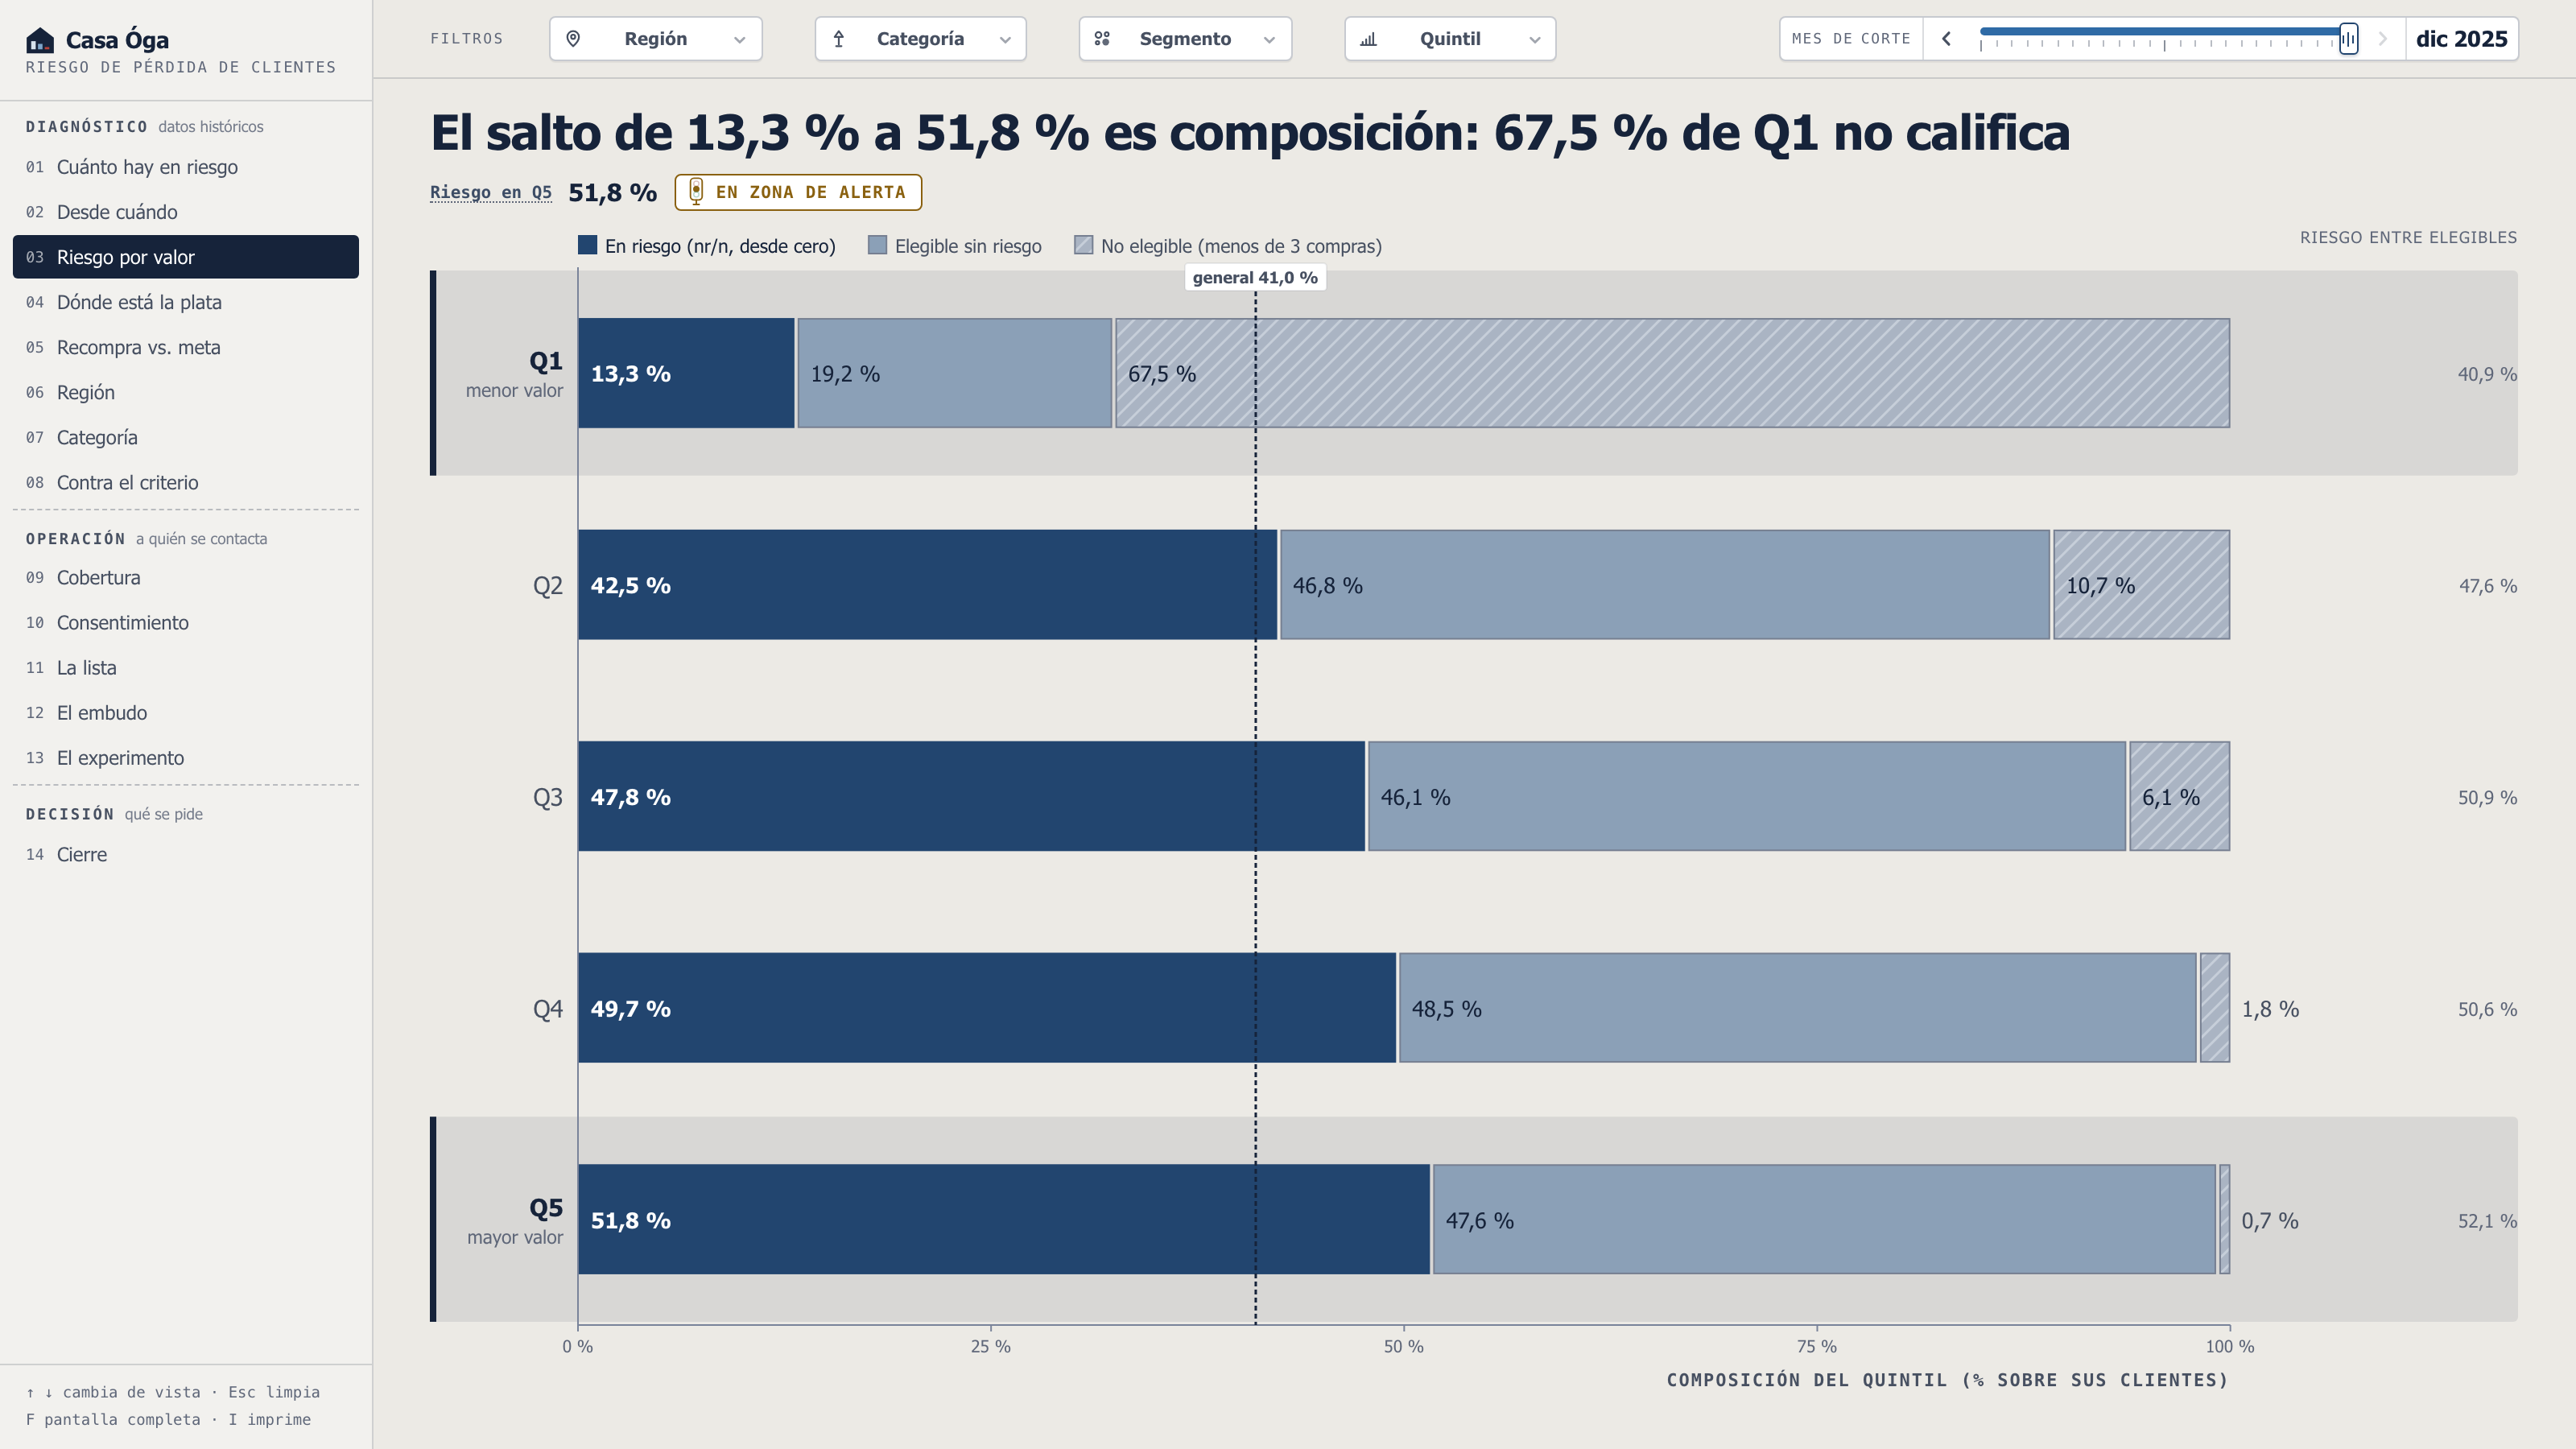 Casa Óga
RIESGO DE PÉRDIDA DE CLIENTES
DIAGNÓSTICO datos históricos
01 Cuánto hay en riesgo
02 Desde cuándo
03 Riesgo por valor
04 Dónde está la plata
05 Recompra vs. meta
06 Región
07 Categoría
08 Contra el criterio
OPERACIÓN a quién se contacta
09 Cobertura
10 Consentimiento
11 La lista
12 El embudo
13 El experimento
DECISIÓN qué se pide
14 Cierre
↑ ↓ cambia de vista · Esc limpia
F pantalla completa · I imprime
FILTROS Región Categoría Segmento Quintil MES DE CORTE dic 2025
El salto de 13,3 % a 51,8 % es composición: 67,5 % de Q1 no califica
Riesgo en Q5 51,8 % EN ZONA DE ALERTA
En riesgo (nr/n, desde cero) Elegible sin riesgo No elegible (menos de 3 compras) RIESGO ENTRE ELEGIBLES
general 41,0 %
Q1 menor valor 13,3 % 19,2 % 67,5 % 40,9 %
Q2 42,5 % 46,8 % 10,7 % 47,6 %
Q3 47,8 % 46,1 % 6,1 % 50,9 %
Q4 49,7 % 48,5 % 1,8 % 50,6 %
Q5 mayor valor 51,8 % 47,6 % 0,7 % 52,1 %
0 % 25 % 50 % 75 % 100 %
COMPOSICIÓN DEL QUINTIL (% SOBRE SUS CLIENTES)